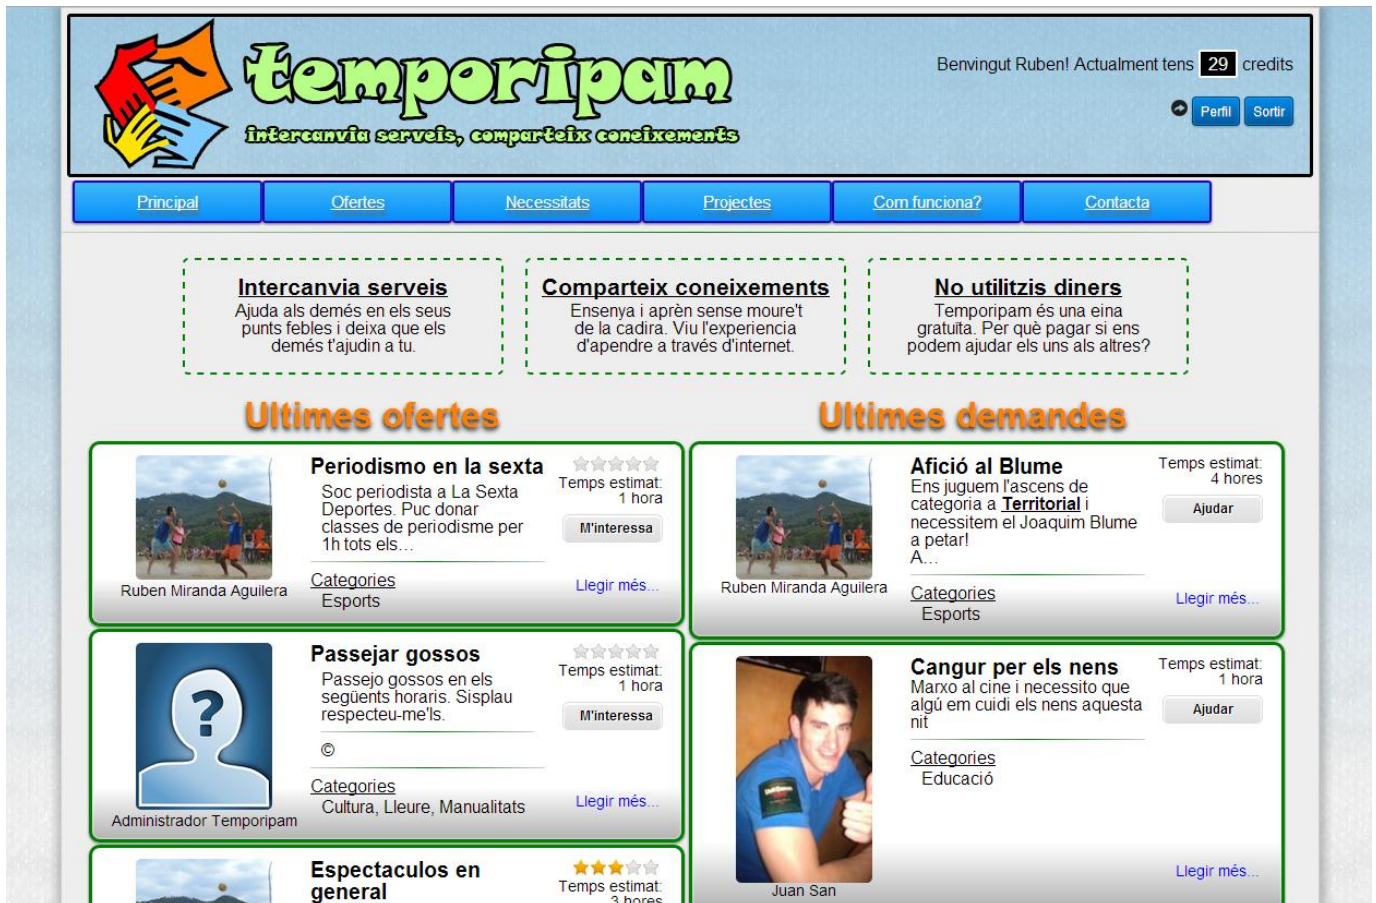 temporipam
intercanvia serveis, comparteix coneixements
Benvingut Ruben! Actualment tens 29 credits
Perfil Sortir
Principal Ofertes Necessitats Projectes Com funciona? Contacta
Intercanvia serveis
Ajuda als demés en els seus
punts febles i deixa que els
demés t'ajudin a tu.
Comparteix coneixements
Ensenya i aprèn sense moure't
de la cadira. Viu l'experiencia
d'apendre a través d'internet.
No utilitzis diners
Temporipam és una eina
gratuïta. Per què pagar si ens
podem ajudar els uns als altres?
Ultimes ofertes
Periodismo en la sexta
Soc periodista a La Sexta
Deportes. Puc donar
classes de periodisme per
1h tots els...
Categories
Esports
Temps estimat:
1 hora
M'interessa
Llegir més...
Ruben Miranda Aguilera
Passejar gossos
Passejo gossos en els
següents horaris. Sisplau
respecteu-me'ls.
©
Categories
Cultura, Lleure, Manualitats
Temps estimat:
1 hora
M'interessa
Llegir més...
Administrador Temporipam
Espectaculos en
general
Temps estimat:
3 hores
Ultimes demandes
Afició al Blume
Ens juguem l'ascens de
categoria a Territorial i
necessitem el Joaquim Blume
a petar!
A...
Categories
Esports
Temps estimat:
4 hores
Ajudar
Llegir més...
Ruben Miranda Aguilera
Cangur per els nens
Marxo al cine i necessito que
algú em cuidi els nens aquesta
nit
Categories
Educació
Temps estimat:
1 hora
Ajudar
Llegir més...
Juan San